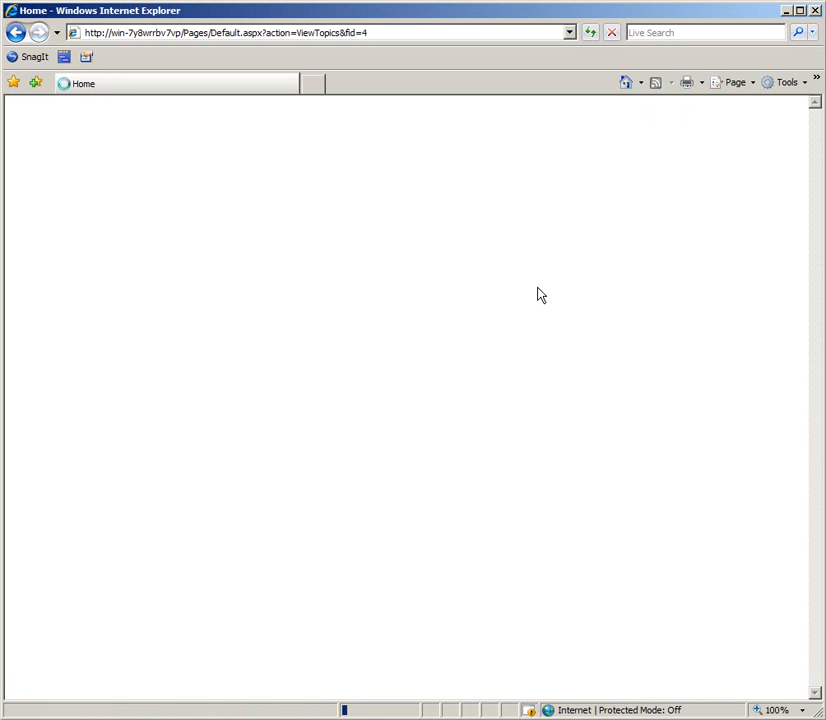 Home - Windows Internet Explorer
http://win-7y8wrrbv7vp/Pages/Default.aspx?action=ViewTopics&fid=4
Live Search
SnagIt
Home
Page
Tools
Internet | Protected Mode: Off
100%